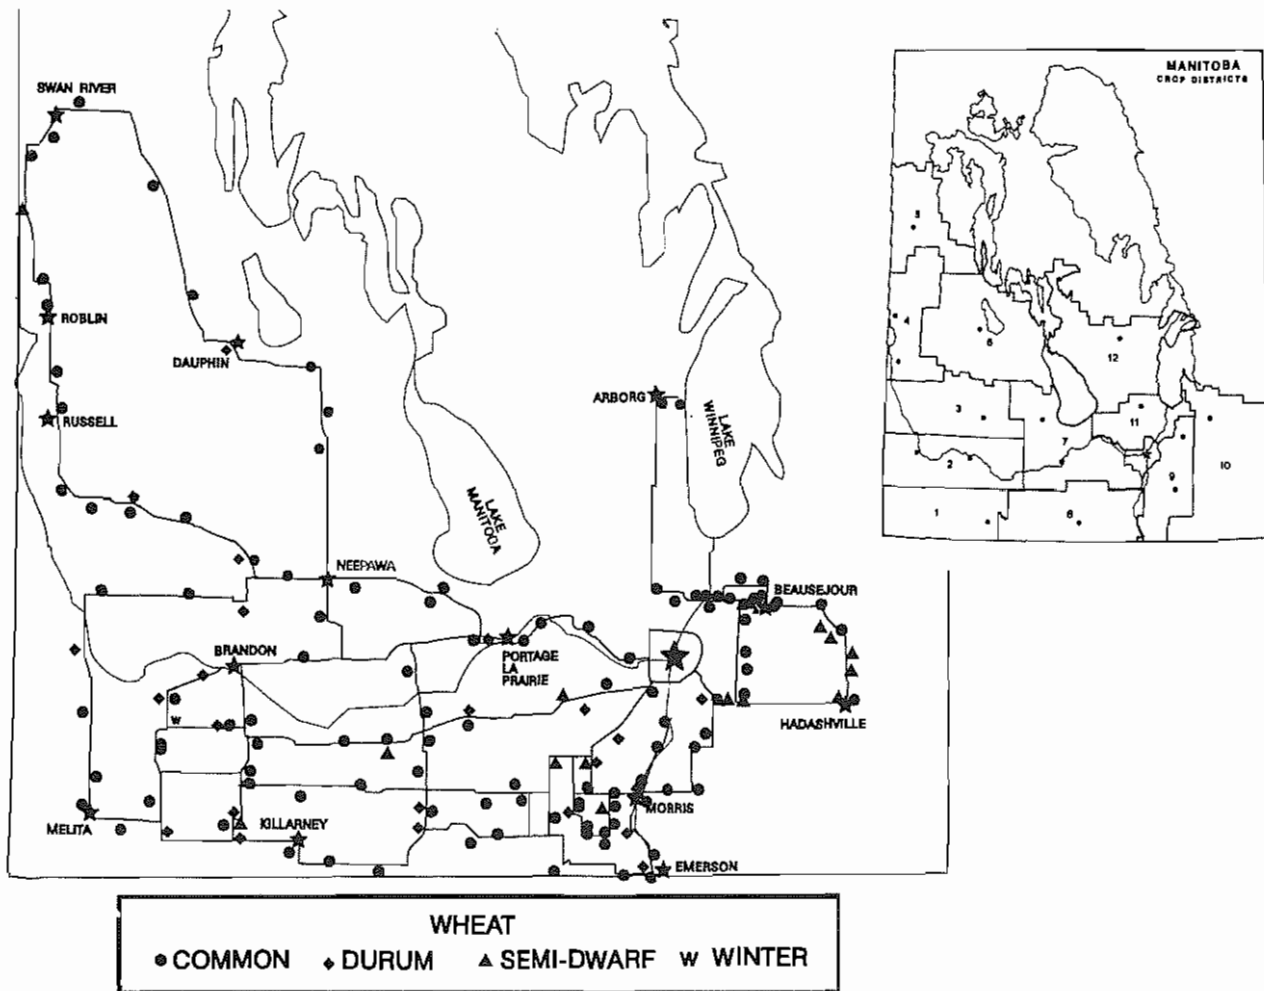 SWAN RIVER
ROBLIN
DAUPHIN
RUSSELL
ARBORG
LAKE
WINNIPEG
LAKE
MANITOBA
NEEPAWA
BEAUSEJOUR
BRANDON
PORTAGE
LA
PRAIRIE
W
HADASHVILLE
MORRIS
MELITA
KILLARNEY
EMERSON
MANITOBA
CROP DISTRICTS
5
4
6
12
3
11
7
10
2
9
1
8
WHEAT
COMMON DURUM SEMI-DWARF W WINTER